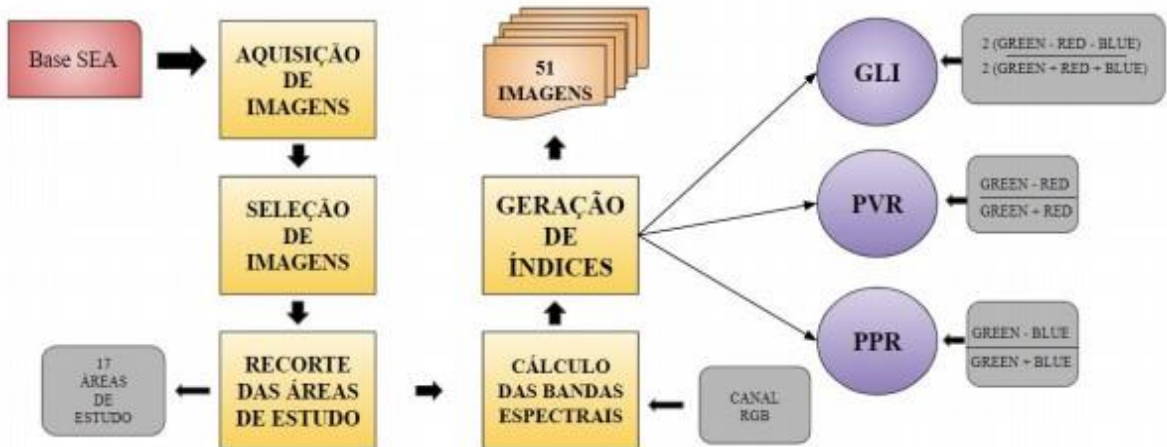 Base SEA
AQUISIÇÃO
DE
IMAGENS
SELEÇÃO
DE
IMAGENS
RECORTE
DAS ÁREAS
DE ESTUDO
17
ÁREAS
DE
ESTUDO
CÁLCULO
DAS BANDAS
ESPECTRAIS
CANAL
RGB
GERAÇÃO
DE
ÍNDICES
51
IMAGENS
GLI
2 (GREEN - RED - BLUE)
2 (GREEN + RED + BLUE)
PVR
GREEN - RED
GREEN + RED
PPR
GREEN - BLUE
GREEN + BLUE